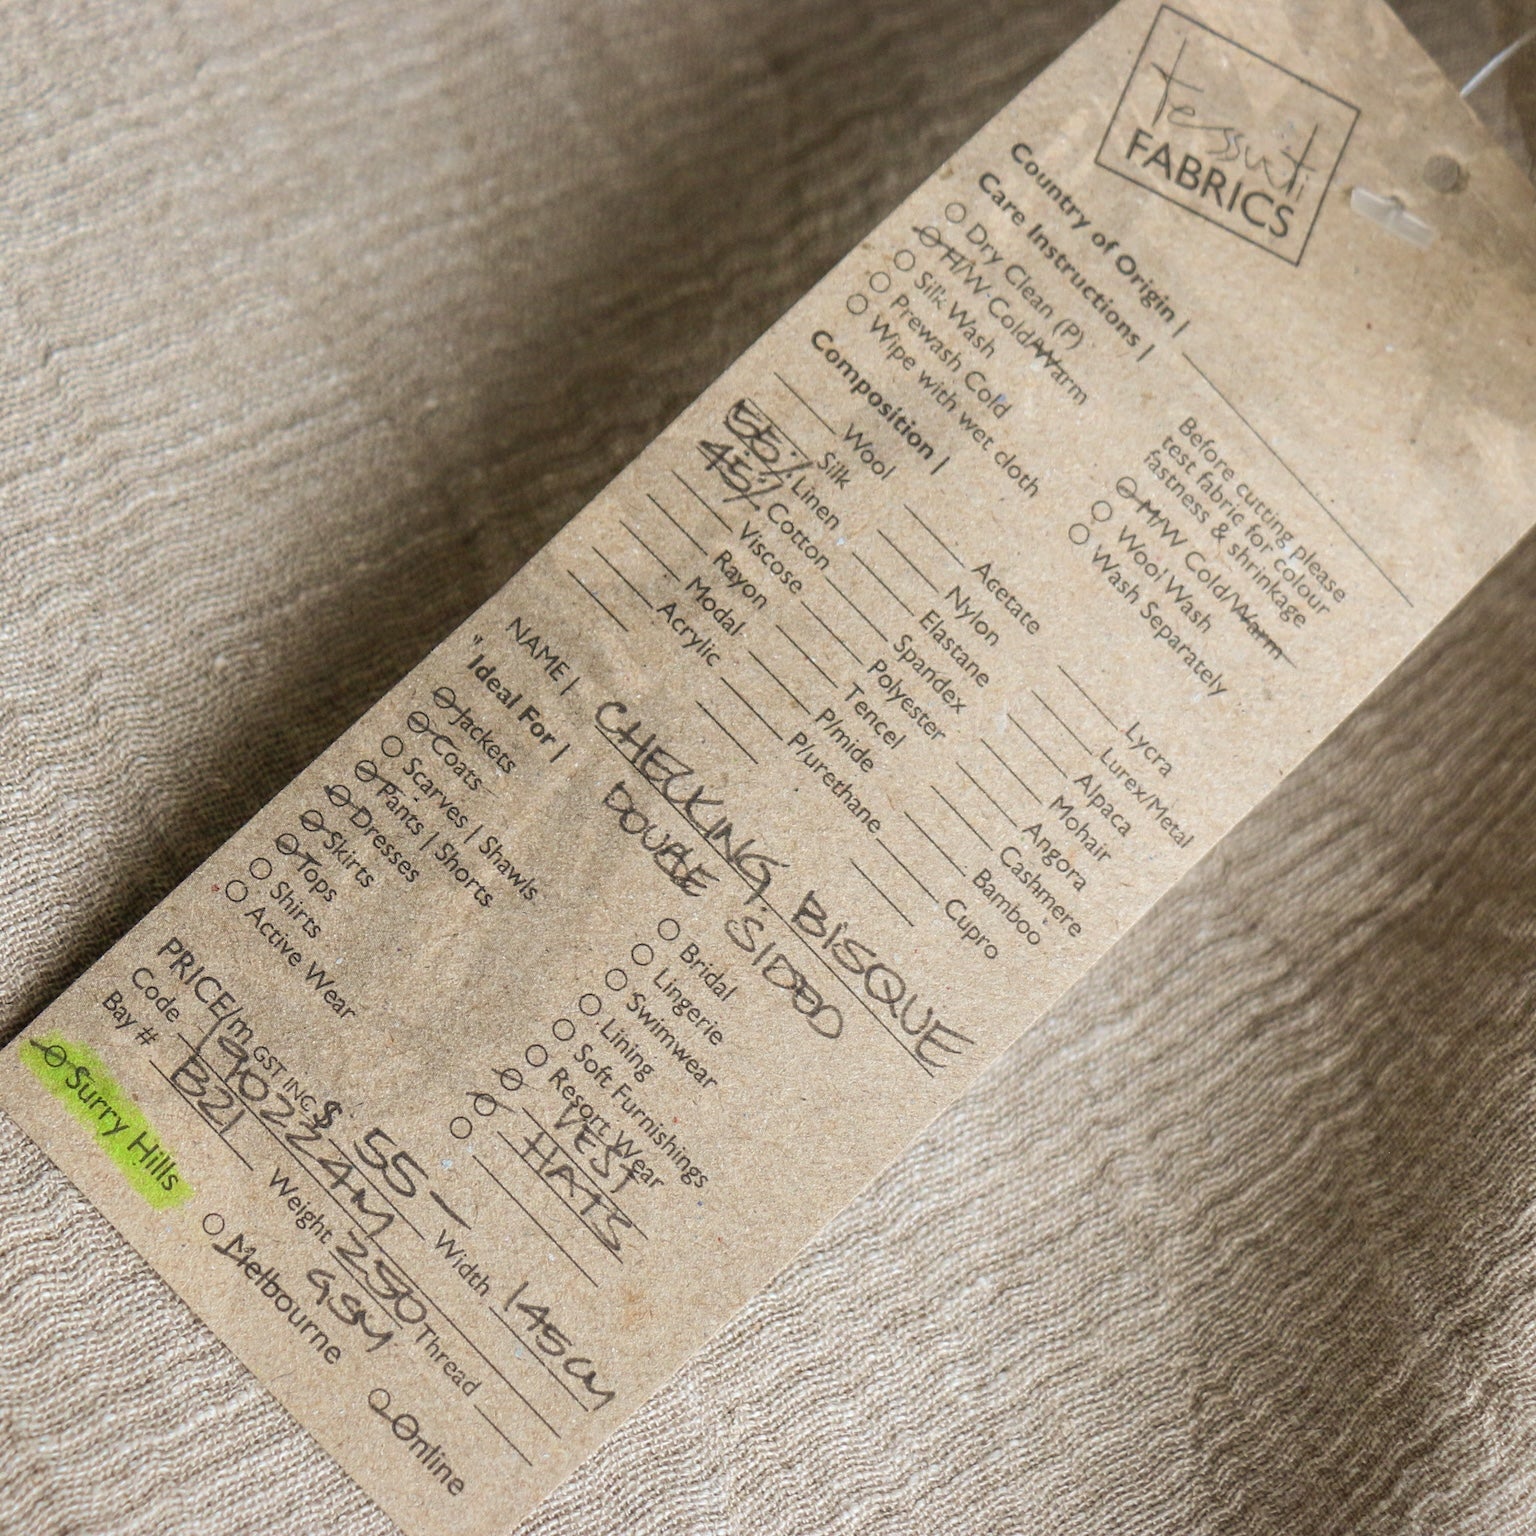 Tessuti
FABRICS
Country of Origin |
Care Instructions |
Dry Clean (P)
H/W Cold/Warm
Silk Wash
Prewash Cold
Wipe with wet cloth
Before cutting please
test fabric for colour
fastness & shrinkage
M/W Cold/Warm
Wool Wash
Wash Separately
Composition |
Wool
Silk
55% Linen
45% Cotton
Viscose
Rayon
Modal
Acrylic
Acetate
Nylon
Elastane
Spandex
Polyester
Tencel
P/mide
P/urethane
Lycra
Lurex/Metal
Alpaca
Mohair
Angora
Cashmere
Bamboo
Cupro
NAME | CHECKING, BISQUE
DOUBLE SIDED
"Ideal For |
Jackets
Coats
Scarves | Shawls
Pants | Shorts
Dresses
Skirts
Tops
Shirts
Active Wear
Bridal
Lingerie
Swimwear
Lining
Soft Furnishings
Resort Wear
VEST
HATS
PRICE/m GST INC $ 55-
Width 145cm
Code 190224M
Bay # B21
Weight 250 GSM
Thread
Surry Hills
Melbourne
Online